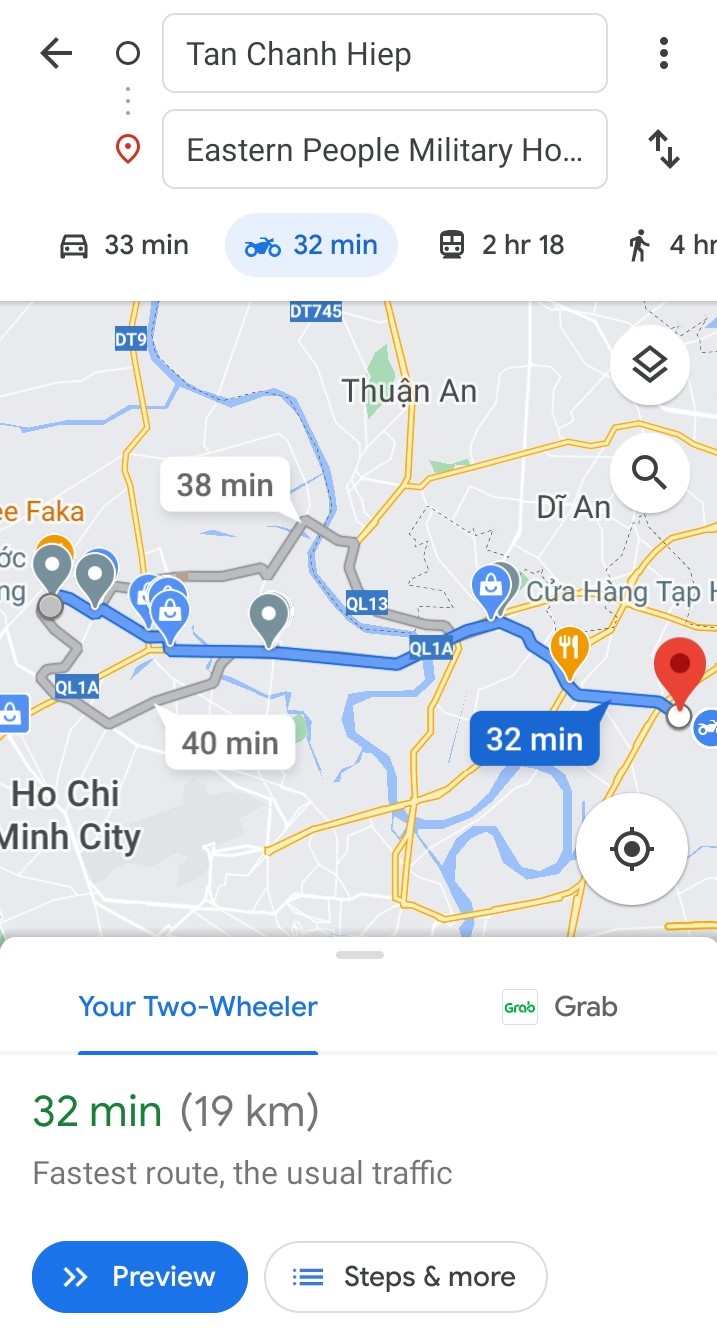 Tan Chanh Hiep
Eastern People Military Ho...
33 min
32 min
2 hr 18
4 hr
DT745
DT9
Thuận An
38 min
ee Faka
Dĩ An
ớc
ng
Cửa Hàng Tạp H
QL13
QL1A
QL1A
40 min
32 min
Ho Chi
Minh City
Your Two-Wheeler
Grab
Grab
32 min (19 km)
Fastest route, the usual traffic
Preview
Steps & more